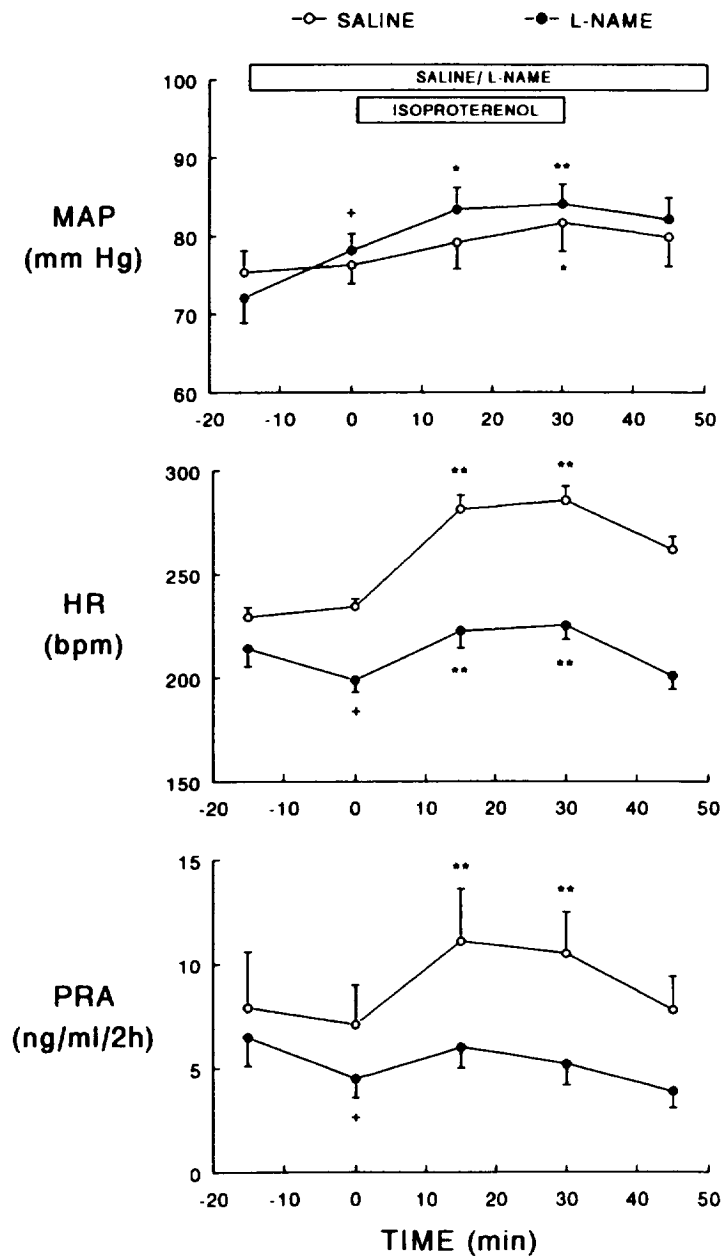 SALINE L-NAME
100
SALINE/ L-NAME
ISOPROTERENOL
90
* **
+
MAP
(mm Hg)
80
*
70
60
-20 -10 0 10 20 30 40 50
300
** **
250
HR
(bpm)
200
** **
+
150
-20 -10 0 10 20 30 40 50
15
** **
10
PRA
(ng/ml/2h)
5
+
0
-20 -10 0 10 20 30 40 50
TIME (min)